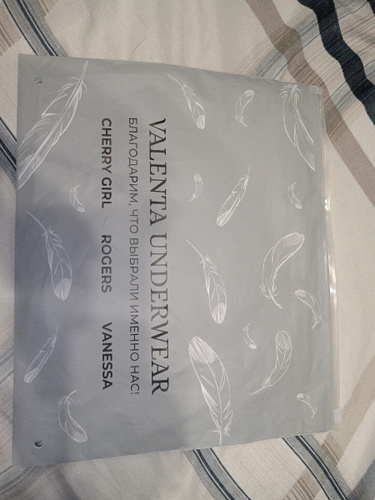 VALENTA UNDERWEAR
БЛАГОДАРИМ, ЧТО ВЫБРАЛИ ИМЕННО НАС!
CHERRY GIRL ROGERS VANESSA